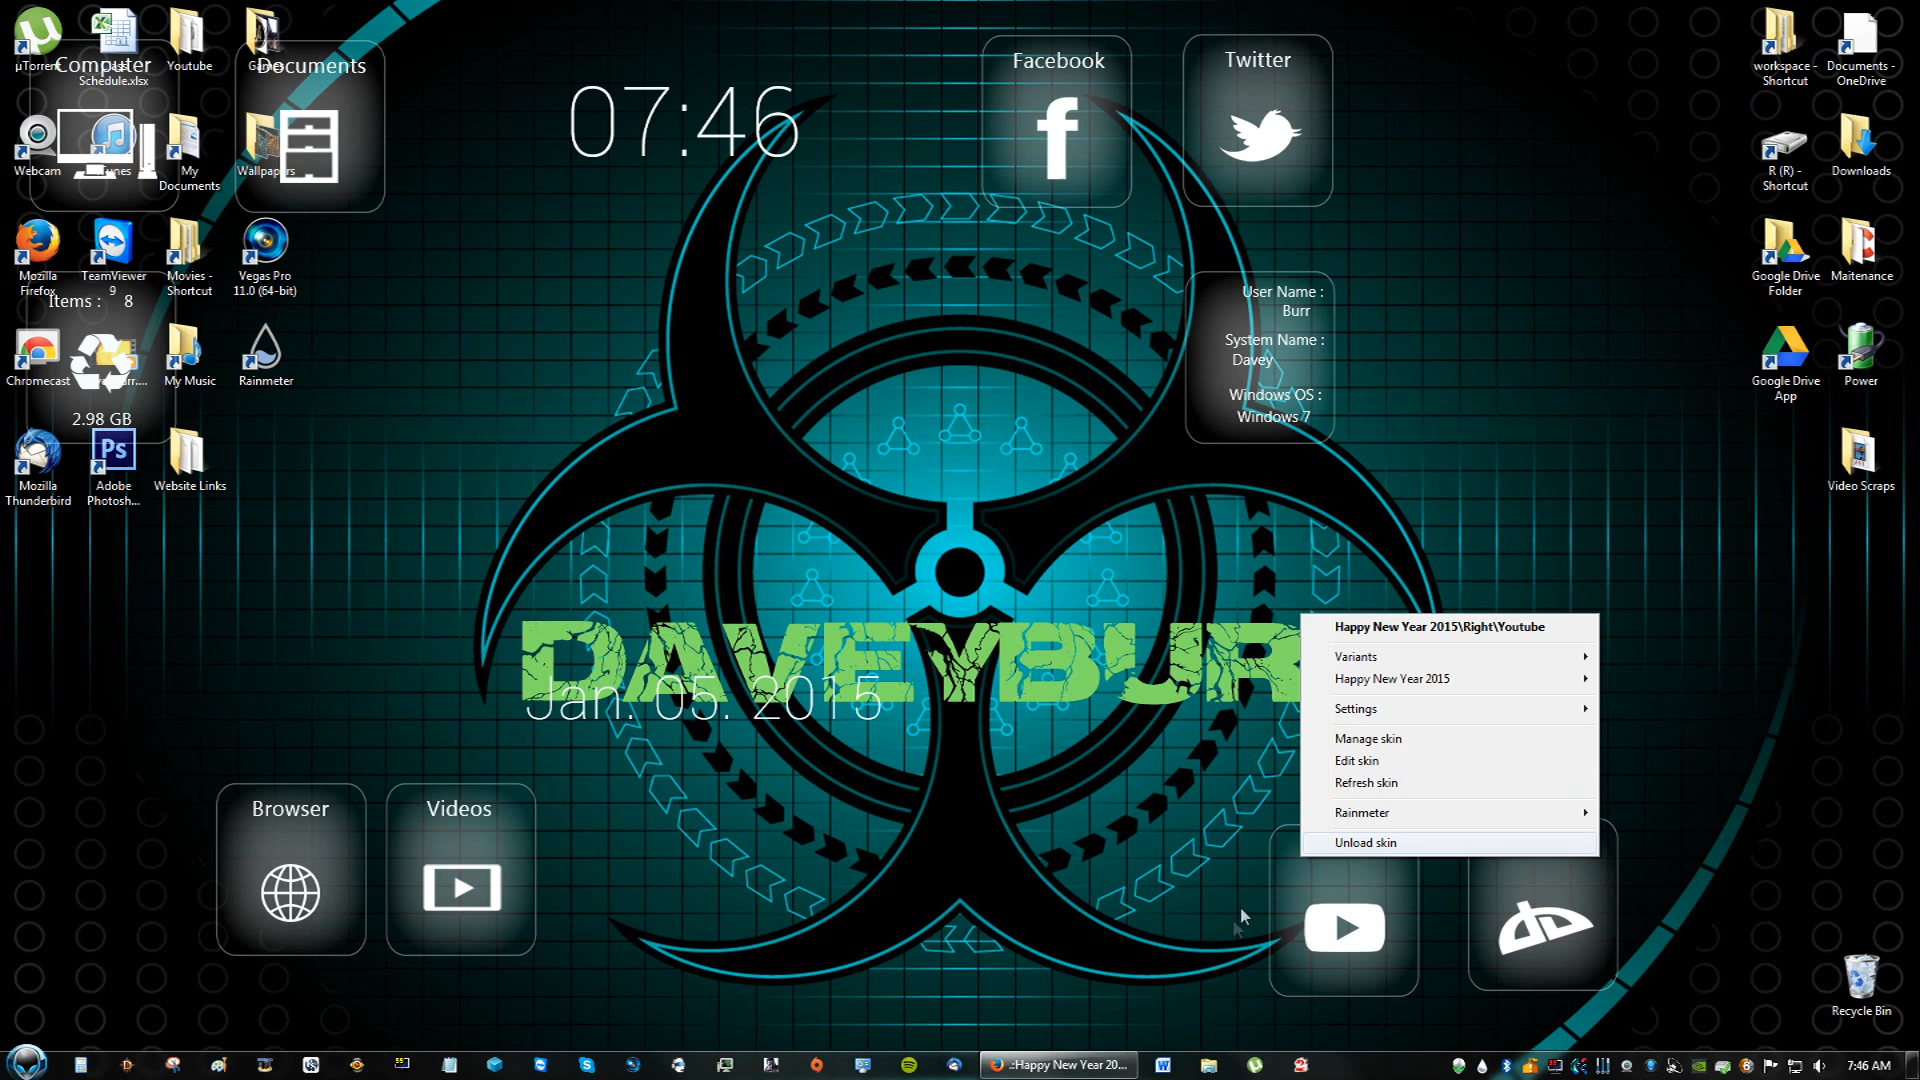 µTorrent
Schedule.xlsx
Youtube
Games
Computer
Documents
07:46
Facebook
Twitter
workspace -
Shortcut
Documents -
OneDrive
Webcam
iTunes
My
Documents
Wallpapers
R (R) -
Shortcut
Downloads
Mozilla
Firefox
TeamViewer
9
Movies -
Shortcut
Vegas Pro
11.0 (64-bit)
Items : 8
User Name :
Burr
System Name :
Davey
Windows OS :
Windows 7
Google Drive
Folder
Maitenance
Chromecast
My Music
Rainmeter
2.98 GB
Google Drive
App
Power
Mozilla
Thunderbird
Ps
Adobe
Photosh...
Website Links
Video Scraps
DAVEYBUR
Jan. 05. 2015
Happy New Year 2015\Right\Youtube
Variants
Happy New Year 2015
Settings
Manage skin
Edit skin
Refresh skin
Rainmeter
Unload skin
Browser
Videos
Recycle Bin
.:Happy New Year 20...
7:46 AM